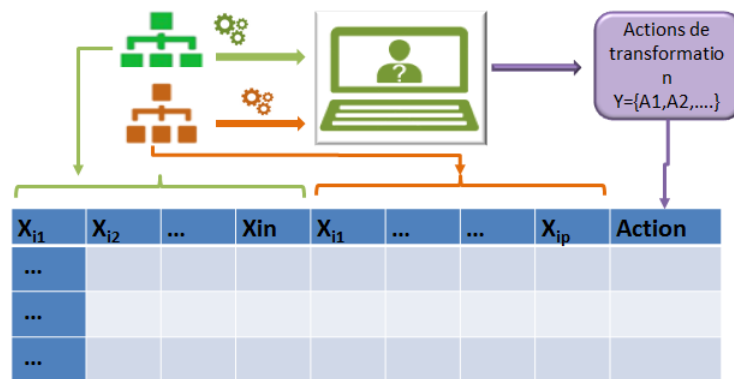 ?
Actions de
transformatio
n
Y={A1,A2,....}
Xi1 Xi2 ... Xin Xi1 ... ... Xip Action
...
...
...